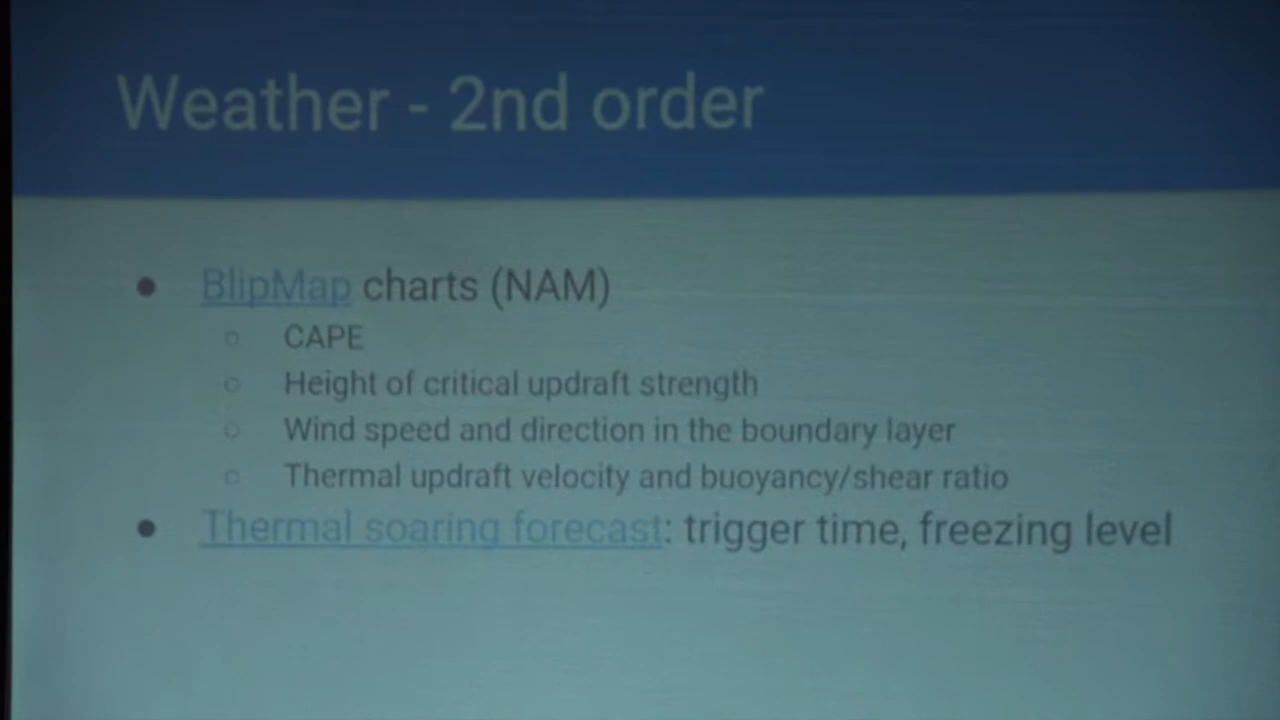 Weather - 2nd order
● BlipMap charts (NAM)
○ CAPE
○ Height of critical updraft strength
○ Wind speed and direction in the boundary layer
○ Thermal updraft velocity and buoyancy/shear ratio
● Thermal soaring forecast: trigger time, freezing level